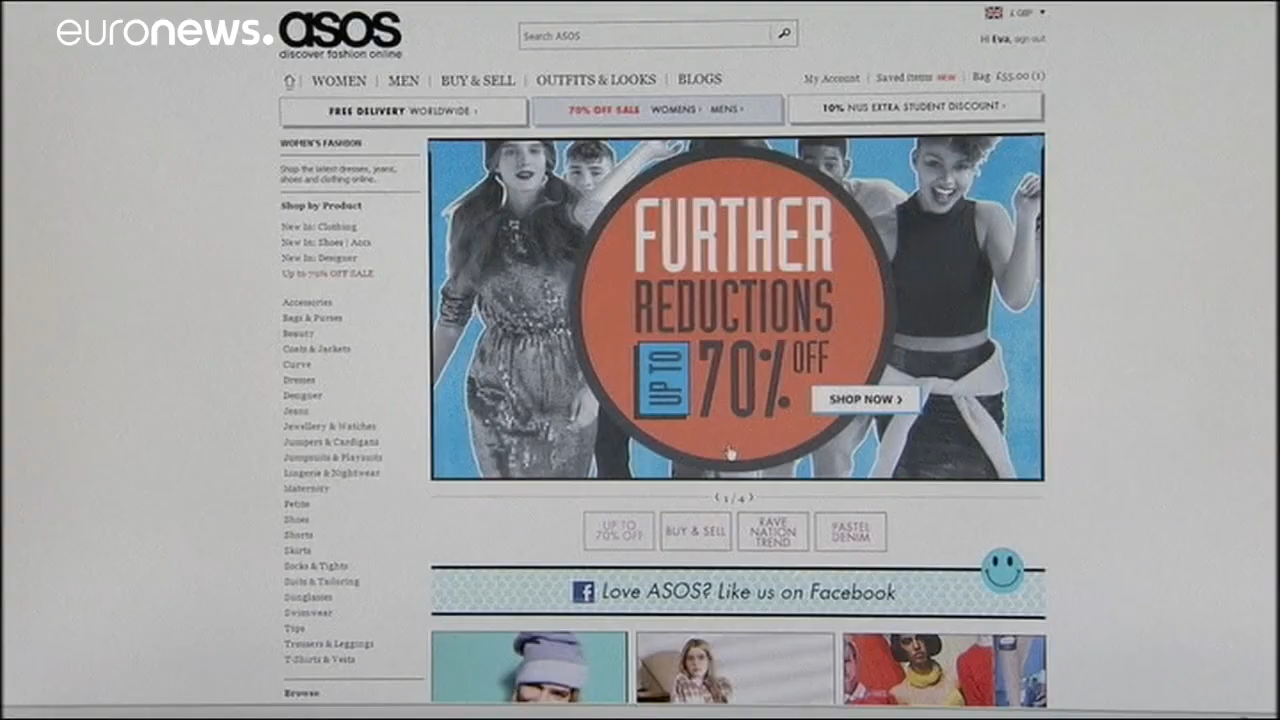 euronews.
asos
discover fashion online
Search ASOS
£ GBP
Hi Eva, sign out
WOMEN | MEN | BUY & SELL | OUTFITS & LOOKS | BLOGS
My Account | Saved items NEW | Bag £55.00 (1)
FREE DELIVERY WORLDWIDE ›
70% OFF SALE WOMENS › MENS ›
10% NUS EXTRA STUDENT DISCOUNT ›
WOMEN'S FASHION
Shop the latest dresses, jeans,
shoes and clothing online..
Shop by Product
New In: Clothing
New In: Shoes | Accs
New In: Designer
Up to 70% OFF SALE
Accessories
Bags & Purses
Beauty
Coats & Jackets
Curve
Dresses
Designer
Jeans
Jewellery & Watches
Jumpers & Cardigans
Jumpsuits & Playsuits
Lingerie & Nightwear
Maternity
Petite
Shoes
Shorts
Skirts
Socks & Tights
Suits & Tailoring
Sunglasses
Swimwear
Tops
Trousers & Leggings
T-Shirts & Vests
Browse
FURTHER
REDUCTIONS
UP TO
70% OFF
SHOP NOW ›
‹ 1 / 4 ›
UP TO
70% OFF
BUY & SELL
RAVE
NATION
TREND
PASTEL
DENIM
f Love ASOS? Like us on Facebook